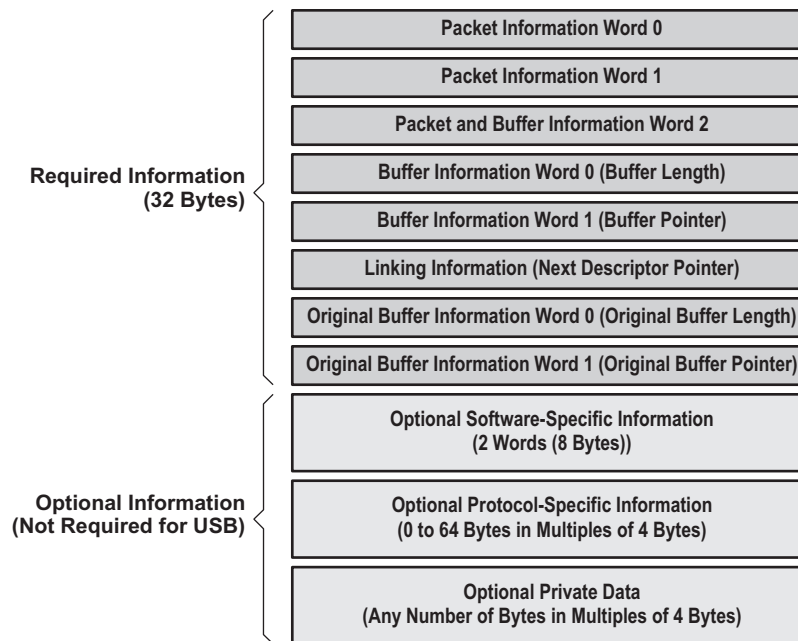 Packet Information Word 0
Packet Information Word 1
Packet and Buffer Information Word 2
Required Information
(32 Bytes)
Buffer Information Word 0 (Buffer Length)
Buffer Information Word 1 (Buffer Pointer)
Linking Information (Next Descriptor Pointer)
Original Buffer Information Word 0 (Original Buffer Length)
Original Buffer Information Word 1 (Original Buffer Pointer)
Optional Software-Specific Information
(2 Words (8 Bytes))
Optional Information
(Not Required for USB)
Optional Protocol-Specific Information
(0 to 64 Bytes in Multiples of 4 Bytes)
Optional Private Data
(Any Number of Bytes in Multiples of 4 Bytes)